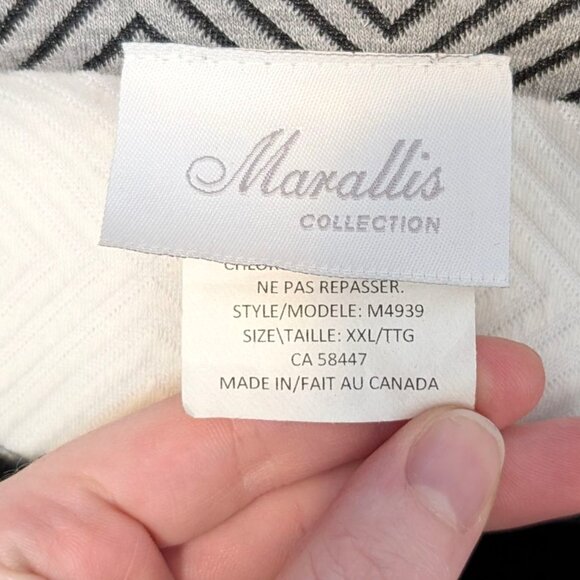 Marallis
COLLECTION
NE PAS REPASSER.
STYLE/MODELE: M4939
SIZE\TAILLE: XXL/TTG
CA 58447
MADE IN/FAIT AU CANADA